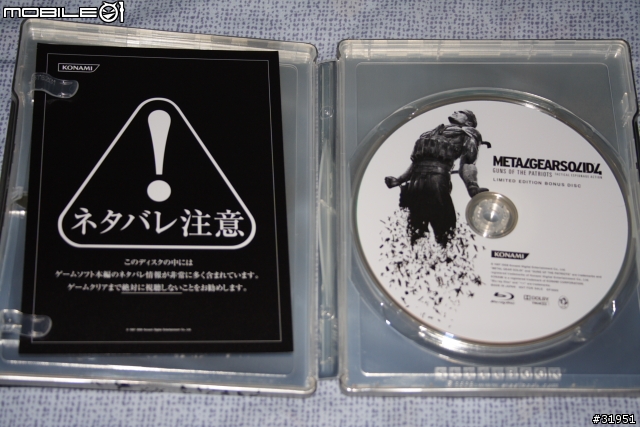 MOBILE01
KONAMI
ネタバレ注意
このディスクの中には
ゲームソフト本編のネタバレ情報が非常に多く含まれています。
ゲームクリアまで絶対に視聴しないことをお勧めします。
METAL GEAR SOLID 4
GUNS OF THE PATRIOTS TACTICAL ESPIONAGE ACTION
LIMITED EDITION BONUS DISC
KONAMI
#31951